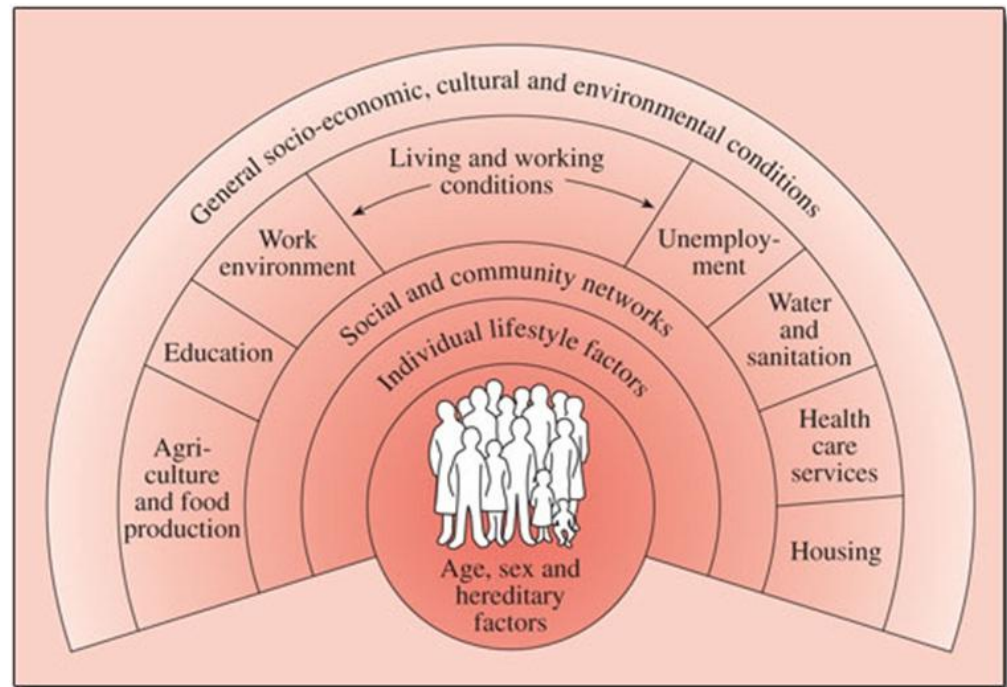 General socio-economic, cultural and environmental conditions
Living and working
conditions
Work
environment
Unemploy-
ment
Social and community networks
Water
and
sanitation
Education
Individual lifestyle factors
Health
care
services
Agri-
culture
and food
production
Housing
Age, sex and
hereditary
factors